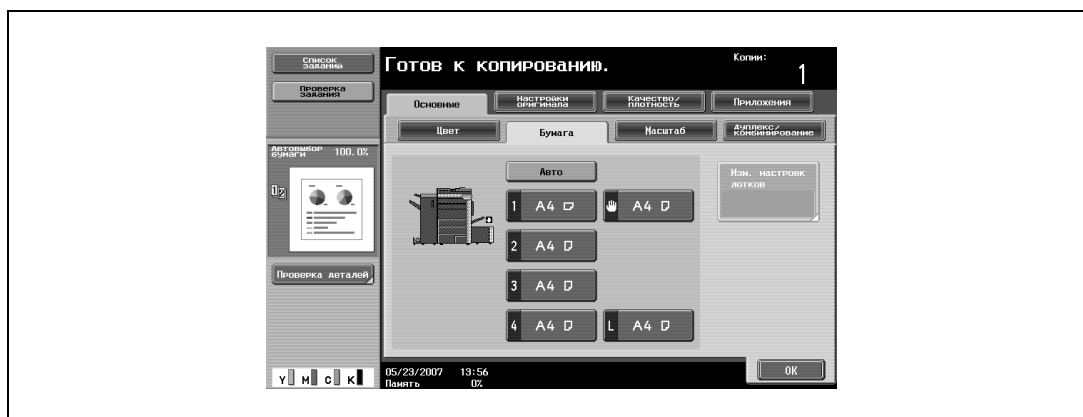 Список
заданий
Готов к копированию.
Копии:
1
Проверка
задания
Основные
Настройки
оригинала
Качество/
плотность
Приложения
Цвет
Бумага
Масштаб
Дуплекс/
комбинирование
Автовыбор
бумаги
100.0%
12
Авто
Изм. настроек
лотков
1 A4
A4
2 A4
3 A4
4 A4
L A4
Проверка деталей
Y M C K
05/23/2007 13:56
Память 0%
OK